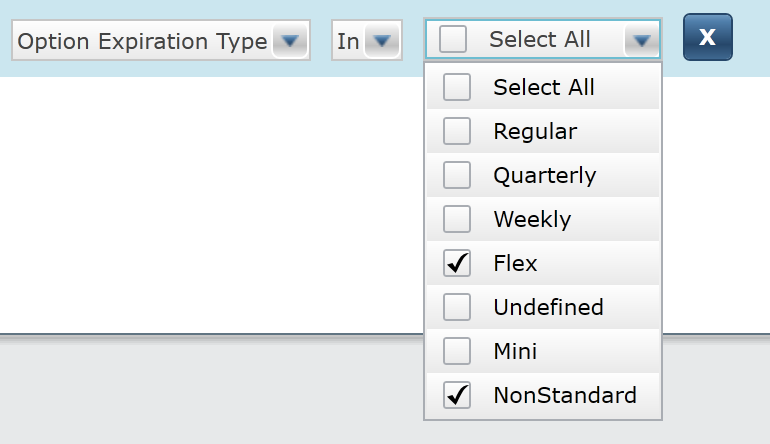 Option Expiration Type In Select All X
Select All
Regular
Quarterly
Weekly
Flex
Undefined
Mini
NonStandard